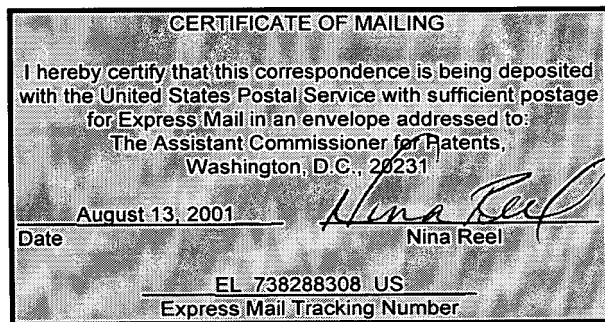 CERTIFICATE OF MAILING
I hereby certify that this correspondence is being deposited
with the United States Postal Service with sufficient postage
for Express Mail in an envelope addressed to:
The Assistant Commissioner for Patents,
Washington, D.C., 20231
August 13, 2001 Nina Reel
Date Nina Reel
EL 738288308 US
Express Mail Tracking Number